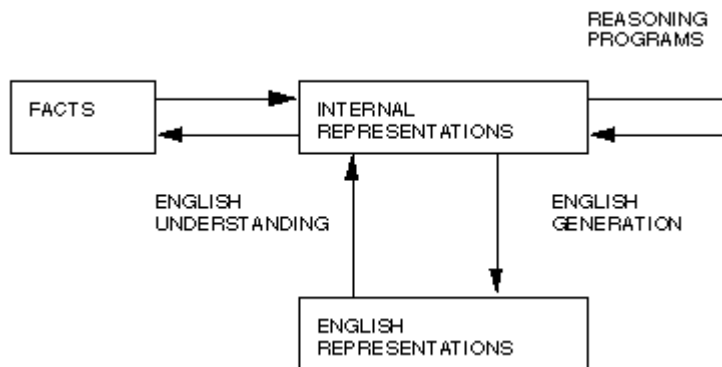 REASONING
PROGRAMS
FACTS
INTERNAL
REPRESENTATIONS
ENGLISH
UNDERSTANDING
ENGLISH
GENERATION
ENGLISH
REPRESENTATIONS